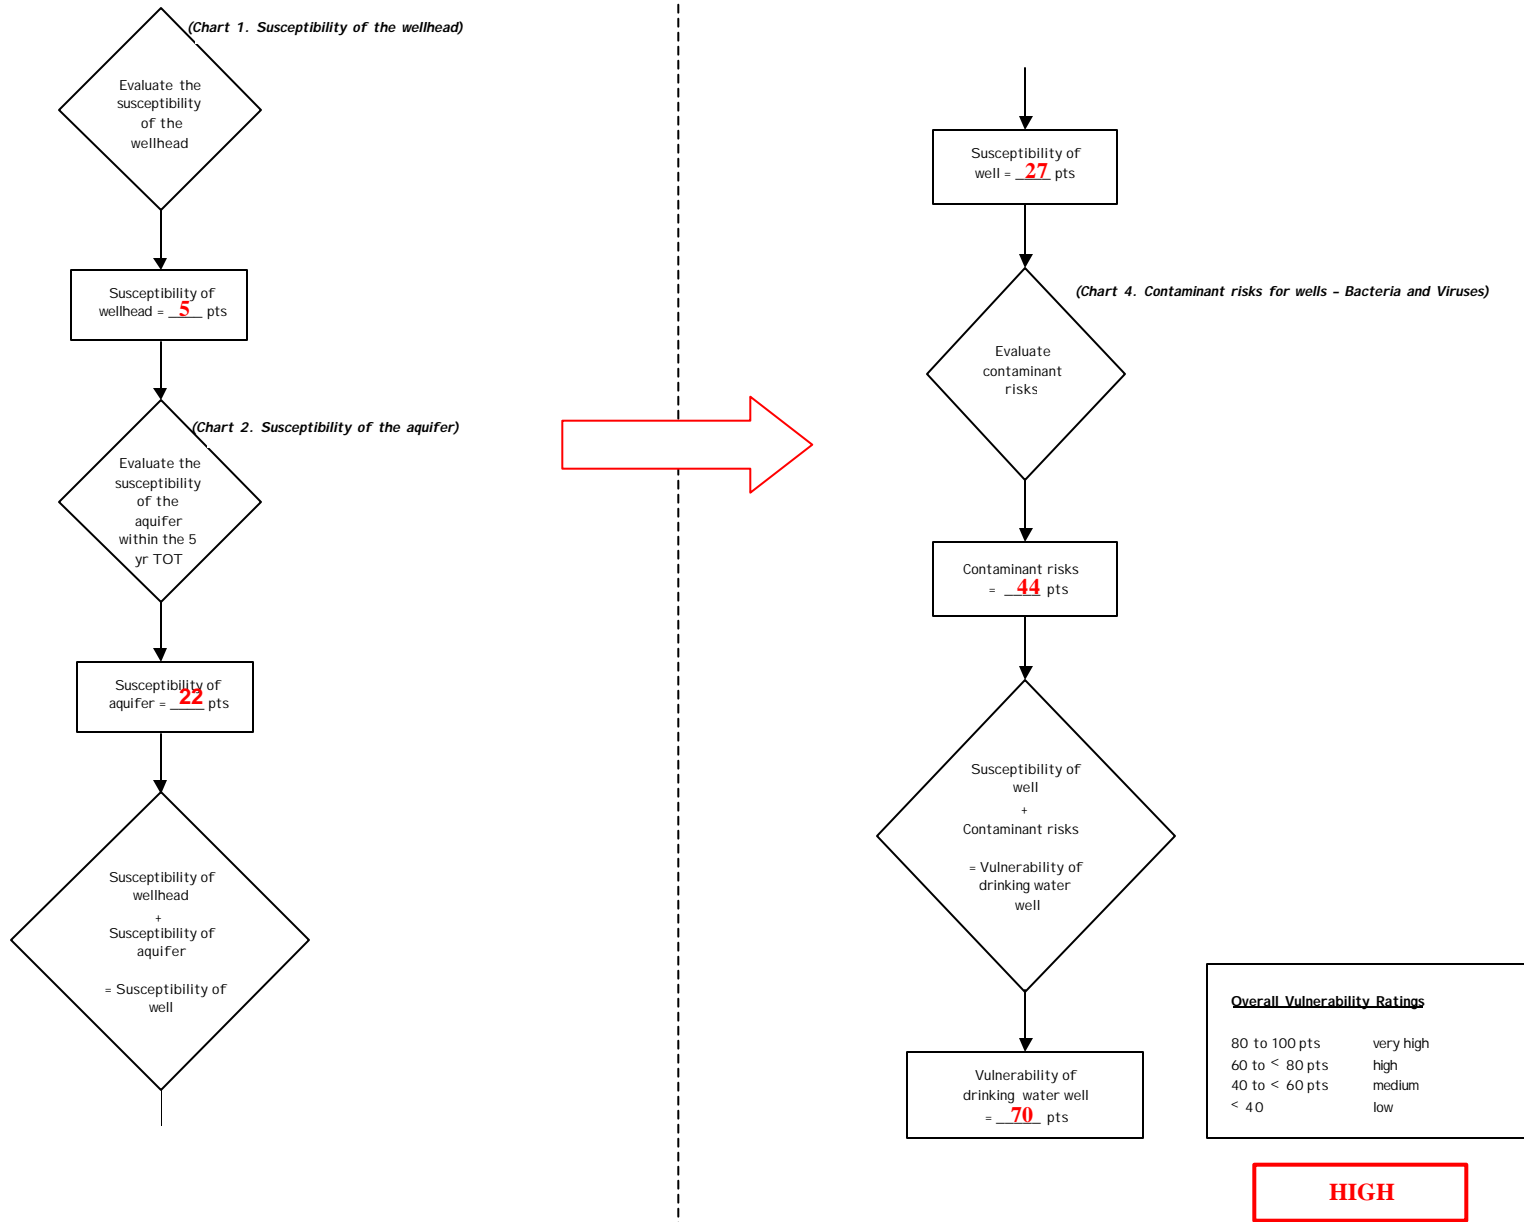 (Chart 1. Susceptibility of the wellhead)
Evaluate the
susceptibility
of the
wellhead
Susceptibility of
wellhead = 5 pts
(Chart 2. Susceptibility of the aquifer)
Evaluate the
susceptibility
of the
aquifer
within the 5
yr TOT
Susceptibility of
aquifer = 22 pts
Susceptibility of
wellhead
+
Susceptibility of
aquifer
= Susceptibility of
well
Susceptibility of
well = 27 pts
(Chart 4. Contaminant risks for wells – Bacteria and Viruses)
Evaluate
contaminant
risks
Contaminant risks
= 44 pts
Susceptibility of
well
+
Contaminant risks
= Vulnerability of
drinking water
well
Vulnerability of
drinking water well
= 70 pts
Overall Vulnerability Ratings
80 to 100 pts very high
60 to < 80 pts high
40 to < 60 pts medium
< 40 low
HIGH